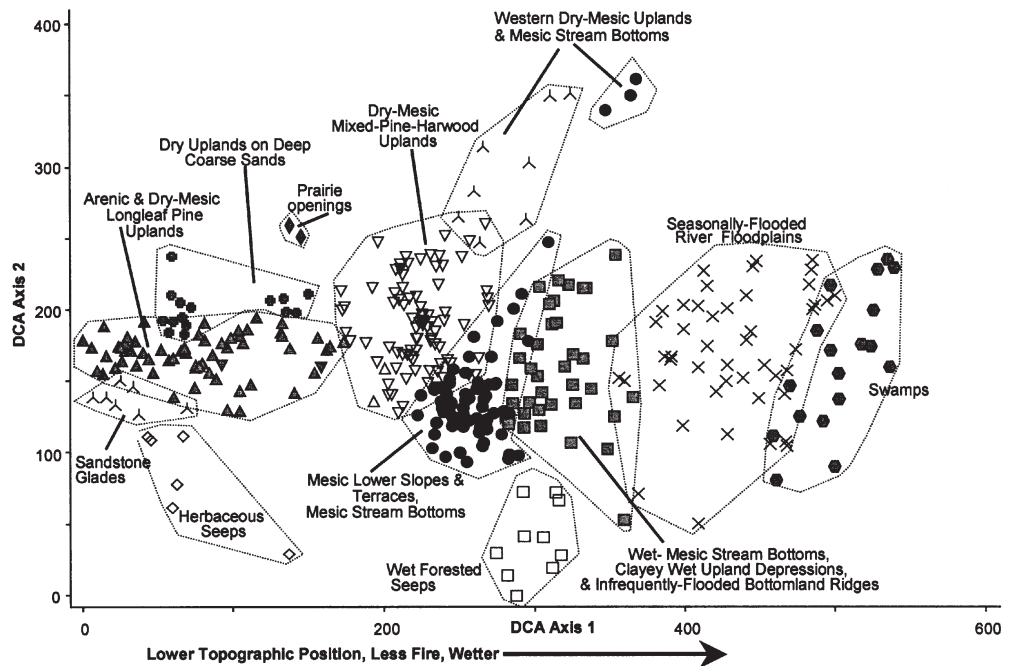 400
300
200
100
0
DCA Axis 2
Western Dry-Mesic Uplands
& Mesic Stream Bottoms
Dry-Mesic
Mixed-Pine-Harwood
Uplands
Dry Uplands on Deep
Coarse Sands
Prairie
openings
Arenic & Dry-Mesic
Longleaf Pine
Uplands
Seasonally-Flooded
River Floodplains
Swamps
Sandstone
Glades
Herbaceous
Seeps
Mesic Lower Slopes &
Terraces,
Mesic Stream Bottoms
Wet Forested
Seeps
Wet- Mesic Stream Bottoms,
Clayey Wet Upland Depressions,
& Infrequently-Flooded Bottomland Ridges
0
200
DCA Axis 1
400
600
Lower Topographic Position, Less Fire, Wetter